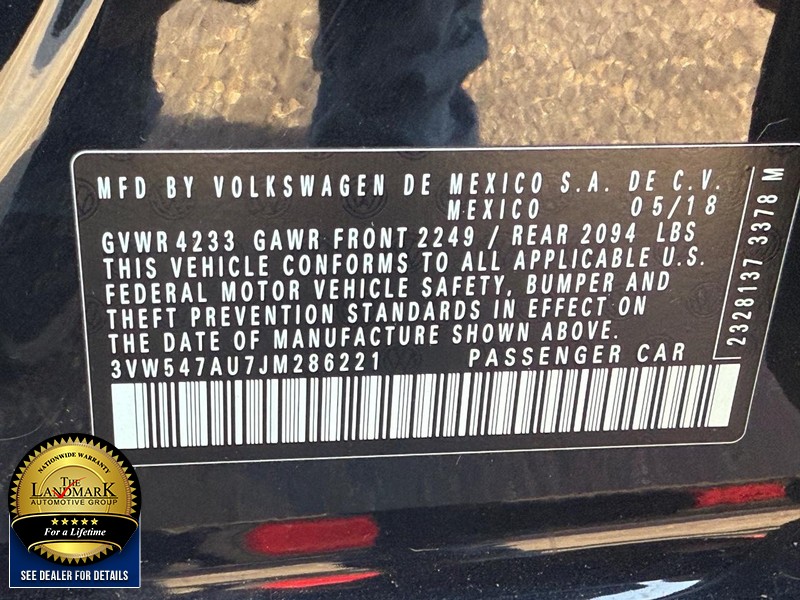 MFD BY VOLKSWAGEN DE MEXICO S.A. DE C.V.
MEXICO 05/18
GVWR 4233 GAWR FRONT 2249 / REAR 2094 LBS
THIS VEHICLE CONFORMS TO ALL APPLICABLE U.S.
FEDERAL MOTOR VEHICLE SAFETY, BUMPER AND
THEFT PREVENTION STANDARDS IN EFFECT ON
THE DATE OF MANUFACTURE SHOWN ABOVE.
3VW547AU7JM286221 PASSENGER CAR
2328137 3378 M
NATIONWIDE WARRANTY
THE
LANDMARK
AUTOMOTIVE GROUP
For a Lifetime
SEE DEALER FOR DETAILS